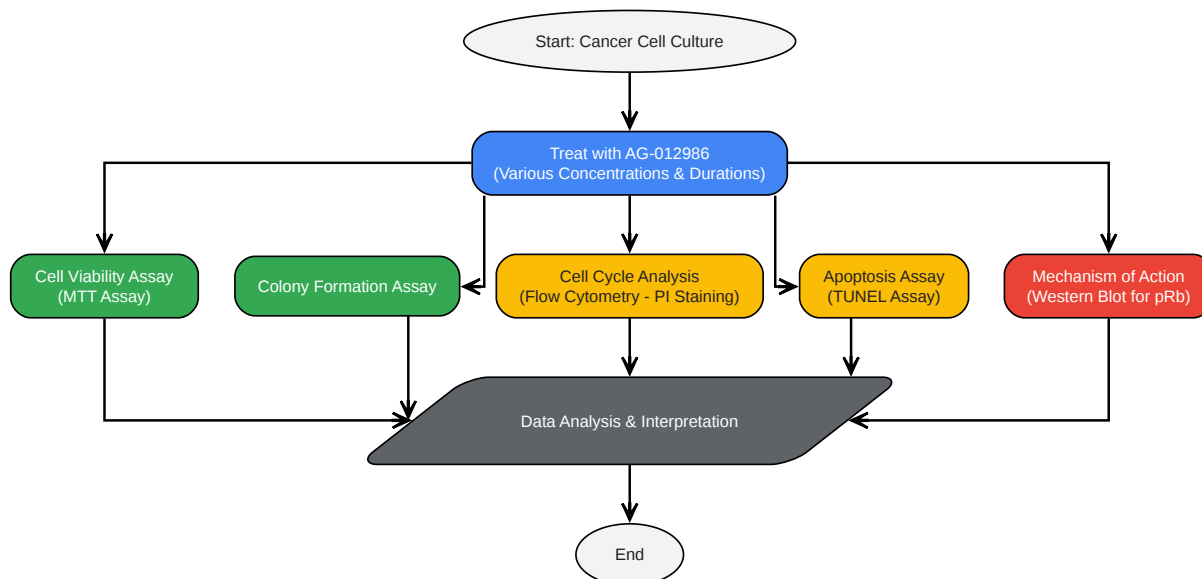 Start: Cancer Cell Culture
Treat with AG-012986
(Various Concentrations & Durations)
Cell Viability Assay
(MTT Assay)
Colony Formation Assay
Cell Cycle Analysis
(Flow Cytometry - PI Staining)
Apoptosis Assay
(TUNEL Assay)
Mechanism of Action
(Western Blot for pRb)
Data Analysis & Interpretation
End